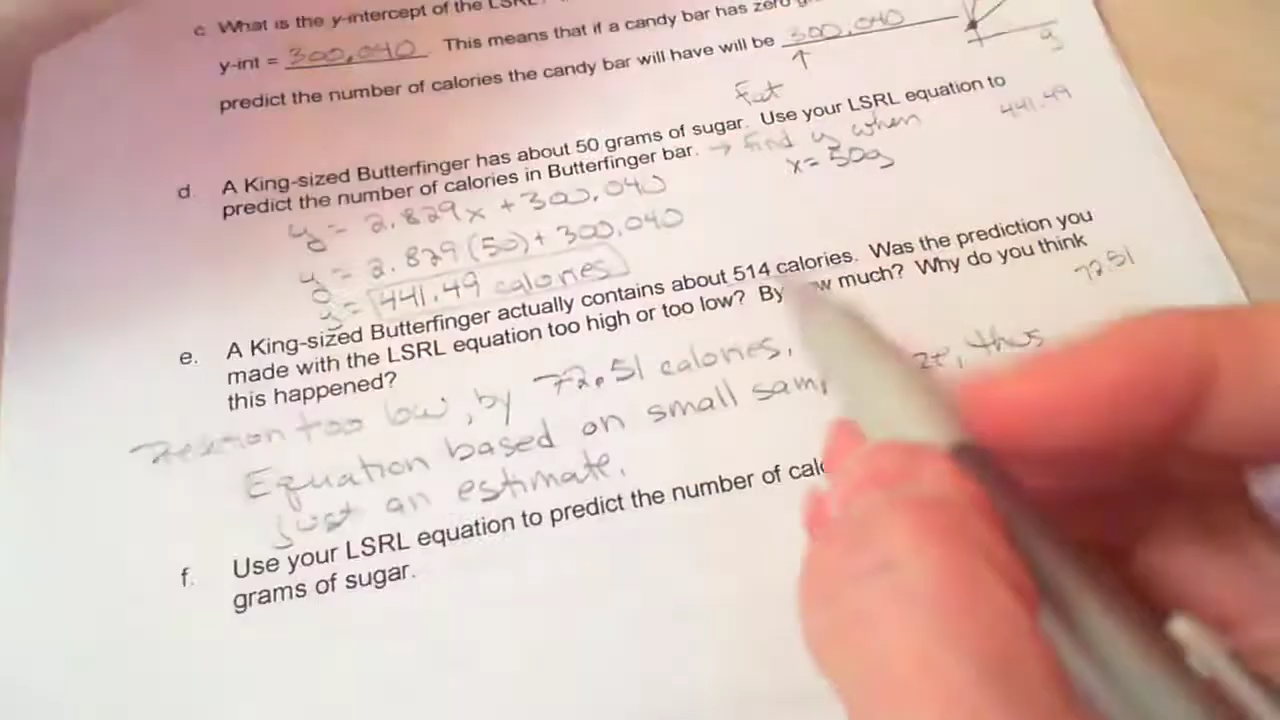 c. What is the y-intercept of the LSRL?
y-int = 300.040 This means that if a candy bar has zero
predict the number of calories the candy bar will have will be 300.040
g
Fat
d. A King-sized Butterfinger has about 50 grams of sugar. Use your LSRL equation to
predict the number of calories in Butterfinger bar. → find y when
x = 50g
441.49
y = 2.829x + 300.040
y = 2.829(50) + 300.040
y = 441.49 calories
e. A King-sized Butterfinger actually contains about 514 calories. Was the prediction you
made with the LSRL equation too high or too low? By much? Why do you think
this happened?
72.51
too low, by 72.51 calories.
Equation based on small thus
just an estimate.
f. Use your LSRL equation to predict the number of
grams of sugar.